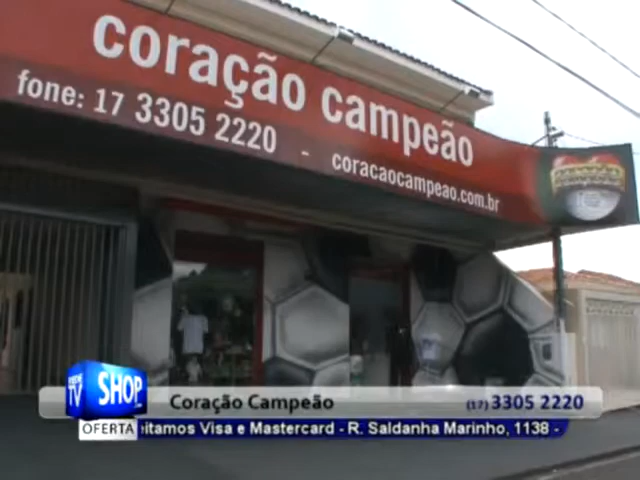 coração campeão
fone: 17 3305 2220 - coracaocampeao.com.br
TV SHOP
Coração Campeão (17) 3305 2220
OFERTA
eitamos Visa e Mastercard - R. Saldanha Marinho, 1138 -